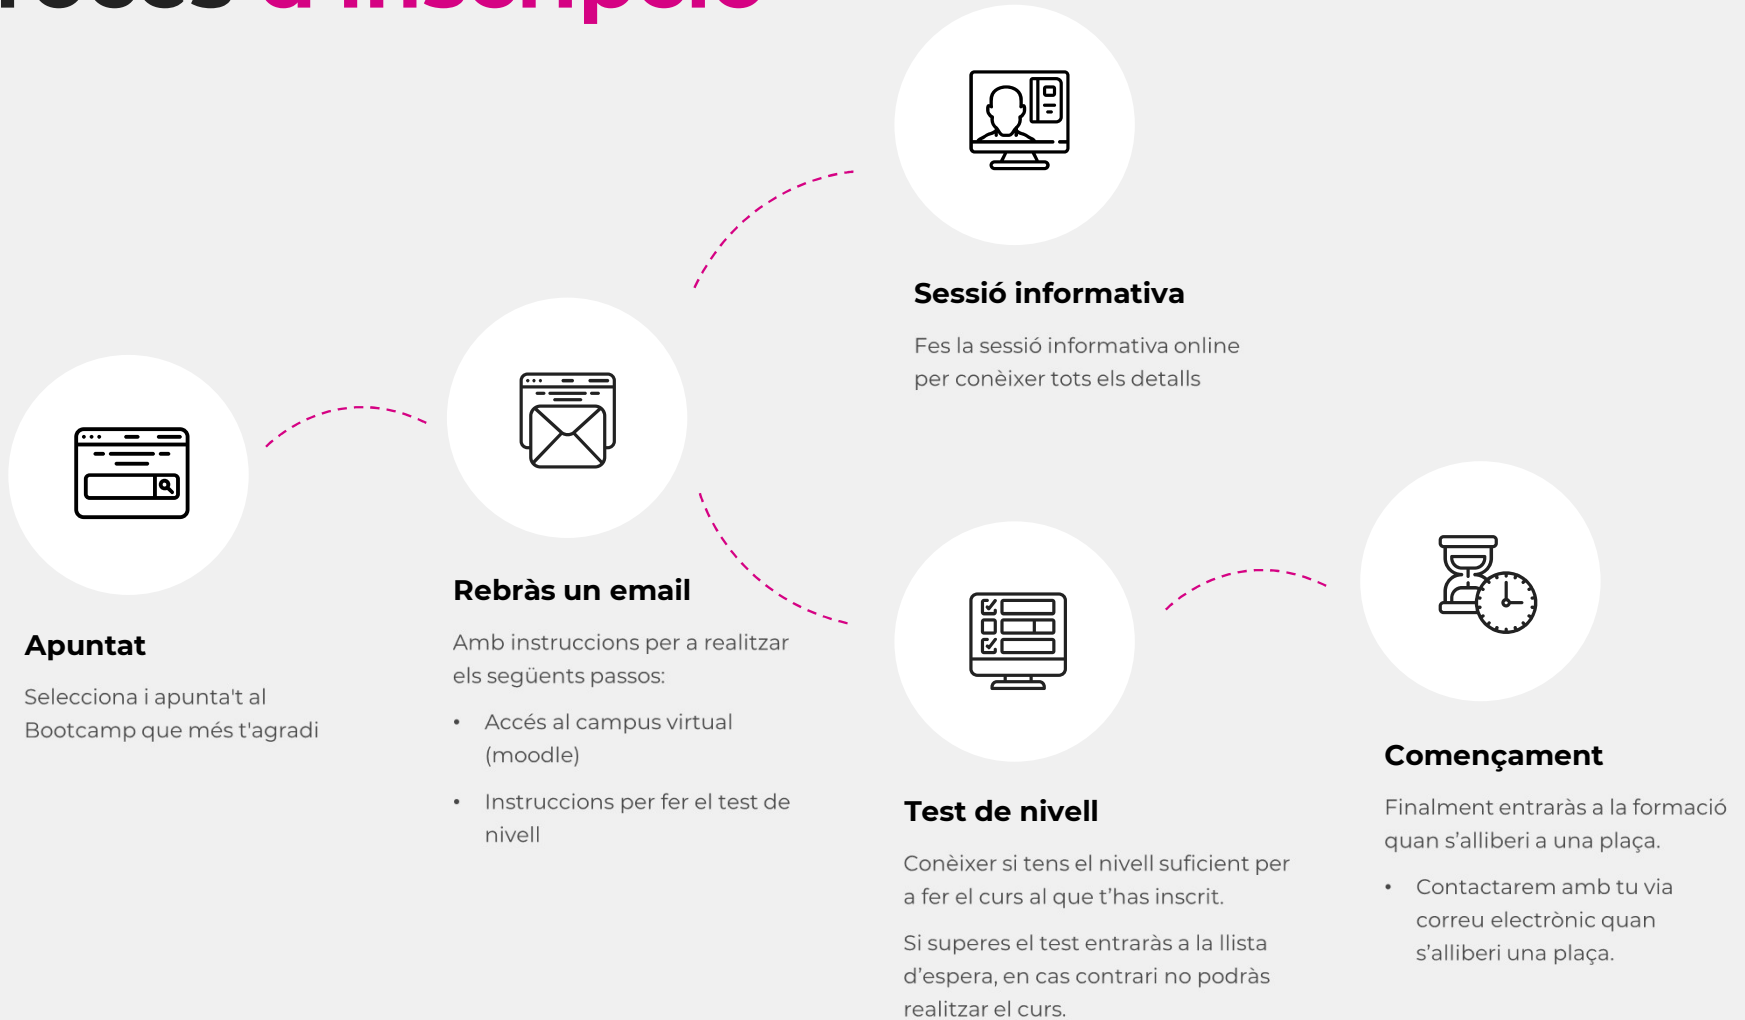 d'inscripció
Apuntat
Selecciona i apunta't al
Bootcamp que més t'agradi
Rebràs un email
Amb instruccions per a realitzar
els següents passos:
• Accés al campus virtual
(moodle)
• Instruccions per fer el test de
nivell
Sessió informativa
Fes la sessió informativa online
per conèixer tots els detalls
Test de nivell
Conèixer si tens el nivell suficient per
a fer el curs al que t’has inscrit.
Si superes el test entraràs a la llista
d’espera, en cas contrari no podràs
realitzar el curs.
Començament
Finalment entraràs a la formació
quan s’alliberi a una plaça.
• Contactarem amb tu via
correu electrònic quan
s’alliberi una plaça.